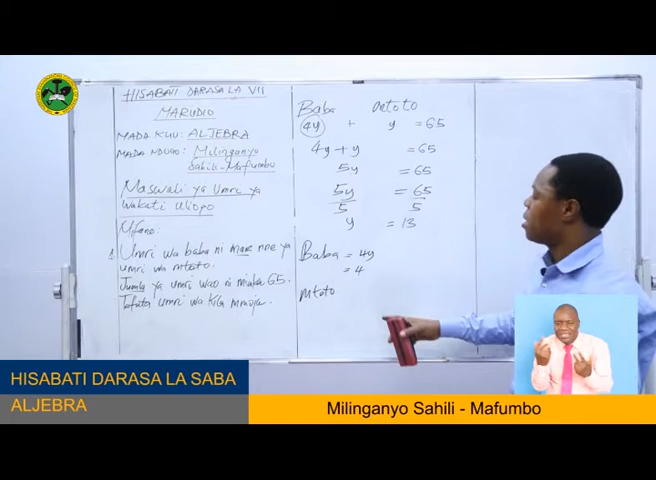 HISABATI DARASA LA VII
MARUDIO
MADA KUU: ALJEBRA
MADA NDOGO: Milinganyo
Sahili-Mafumbo
Maswali ya Umri ya
Wakati Uliopo
Mfano:
1. Umri wa baba ni mara nne ya
umri wa mtoto.
Jumla ya umri wao ni miaka 65.
Tafuta umri wa kila mmoja.
Baba mtoto
4y + y = 65
4y + y = 65
5y = 65
5y = 65
5 5
y = 13
Baba = 4y
= 4
mtoto
HISABATI DARASA LA SABA
ALJEBRA
Milinganyo Sahili - Mafumbo